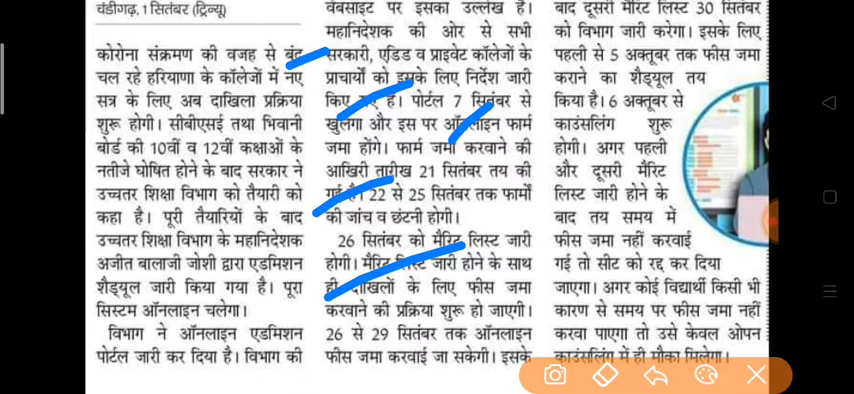 चंडीगढ़, 1 सितंबर (ट्रिन्यू)
कोरोना संक्रमण की वजह से बंद
चल रहे हरियाणा के कॉलेजों में नए
सत्र के लिए अब दाखिला प्रक्रिया
शुरू होगी। सीबीएसई तथा भिवानी
बोर्ड की 10वीं व 12वीं कक्षाओं के
नतीजे घोषित होने के बाद सरकार ने
उच्चतर शिक्षा विभाग को तैयारी को
कहा है। पूरी तैयारियों के बाद
उच्चतर शिक्षा विभाग के महानिदेशक
अजीत बालाजी जोशी द्वारा एडमिशन
शैड्यूल जारी किया गया है। पूरा
सिस्टम ऑनलाइन चलेगा।
विभाग ने ऑनलाइन एडमिशन
पोर्टल जारी कर दिया है। विभाग की
वेबसाइट पर इसका उल्लेख है।
महानिदेशक की ओर से सभी
सरकारी, एडिड व प्राइवेट कॉलेजों के
प्राचार्यों को इसके लिए निर्देश जारी
किए गए हैं। पोर्टल 7 सितंबर से
खुलेगा और इस पर ऑनलाइन फार्म
जमा होंगे। फार्म जमा करवाने की
आखिरी तारीख 21 सितंबर तय की
गई है। 22 से 25 सितंबर तक फार्मों
की जांच व छंटनी होगी।
26 सितंबर को मैरिट लिस्ट जारी
होगी। मैरिट लिस्ट जारी होने के साथ
ही दाखिलों के लिए फीस जमा
करवाने की प्रक्रिया शुरू हो जाएगी।
26 से 29 सितंबर तक ऑनलाइन
फीस जमा करवाई जा सकेगी। इसके
बाद दूसरी मैरिट लिस्ट 30 सितंबर
को विभाग जारी करेगा। इसके लिए
पहली से 5 अक्तूबर तक फीस जमा
कराने का शैड्यूल तय
किया है। 6 अक्तूबर से
काउंसलिंग शुरू
होगी। अगर पहली
और दूसरी मैरिट
लिस्ट जारी होने के
बाद तय समय में
फीस जमा नहीं करवाई
गई तो सीट को रद्द कर दिया
जाएगा। अगर कोई विद्यार्थी किसी भी
कारण से समय पर फीस जमा नहीं
करवा पाएगा तो उसे केवल ओपन
काउंसलिंग में ही मौका मिलेगा।